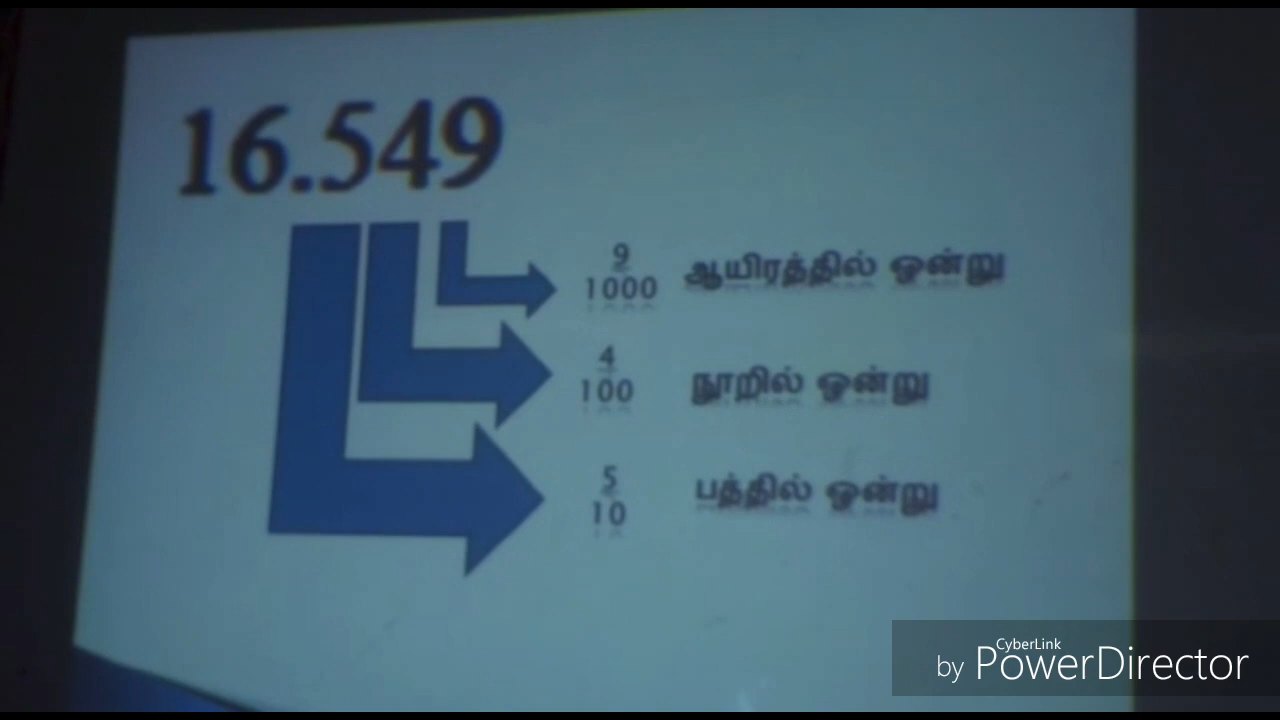 16.549
9
1000 ஆயிரத்தில் ஒன்று
4
100 நூறில் ஒன்று
5
10 பத்தில் ஒன்று
CyberLink
by PowerDirector